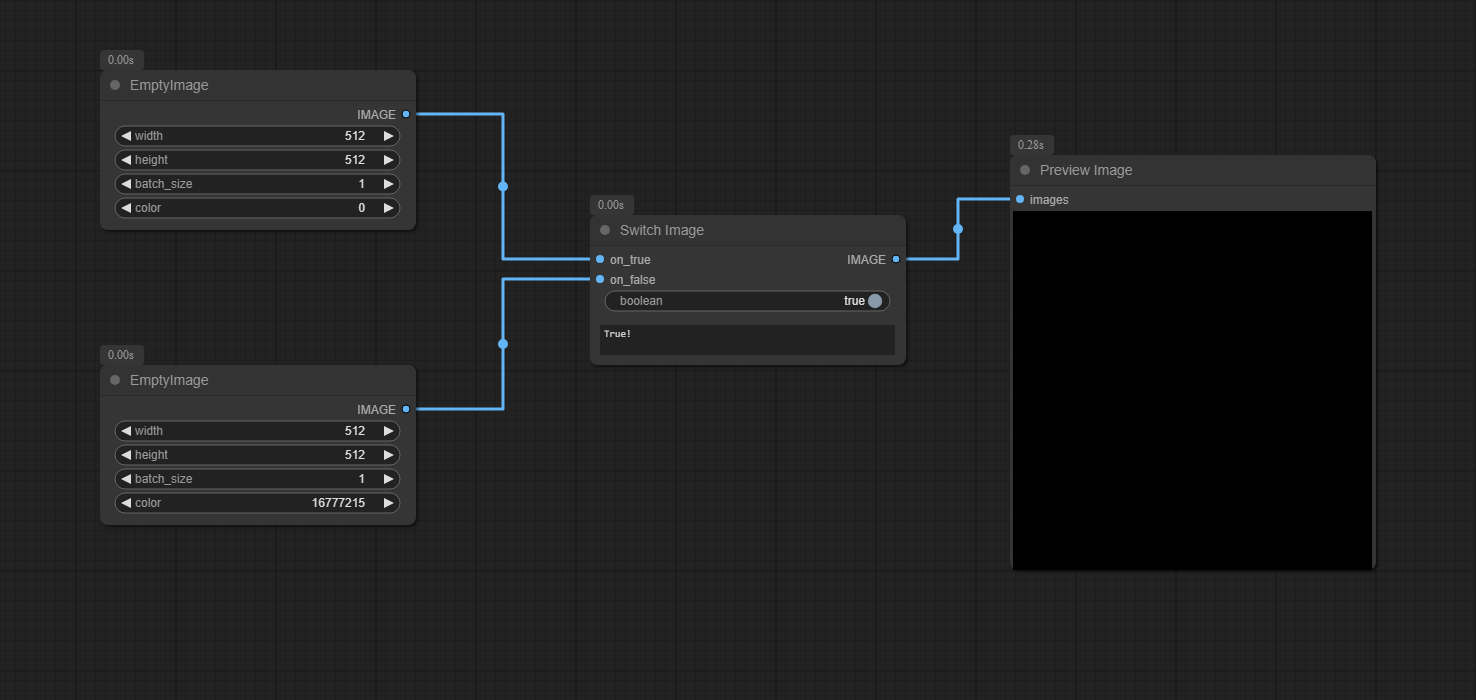 0.00s
EmptyImage
IMAGE
width 512
height 512
batch_size 1
color 0
0.00s
EmptyImage
IMAGE
width 512
height 512
batch_size 1
color 16777215
0.00s
Switch Image
on_true IMAGE
on_false
boolean true
True!
0.28s
Preview Image
images